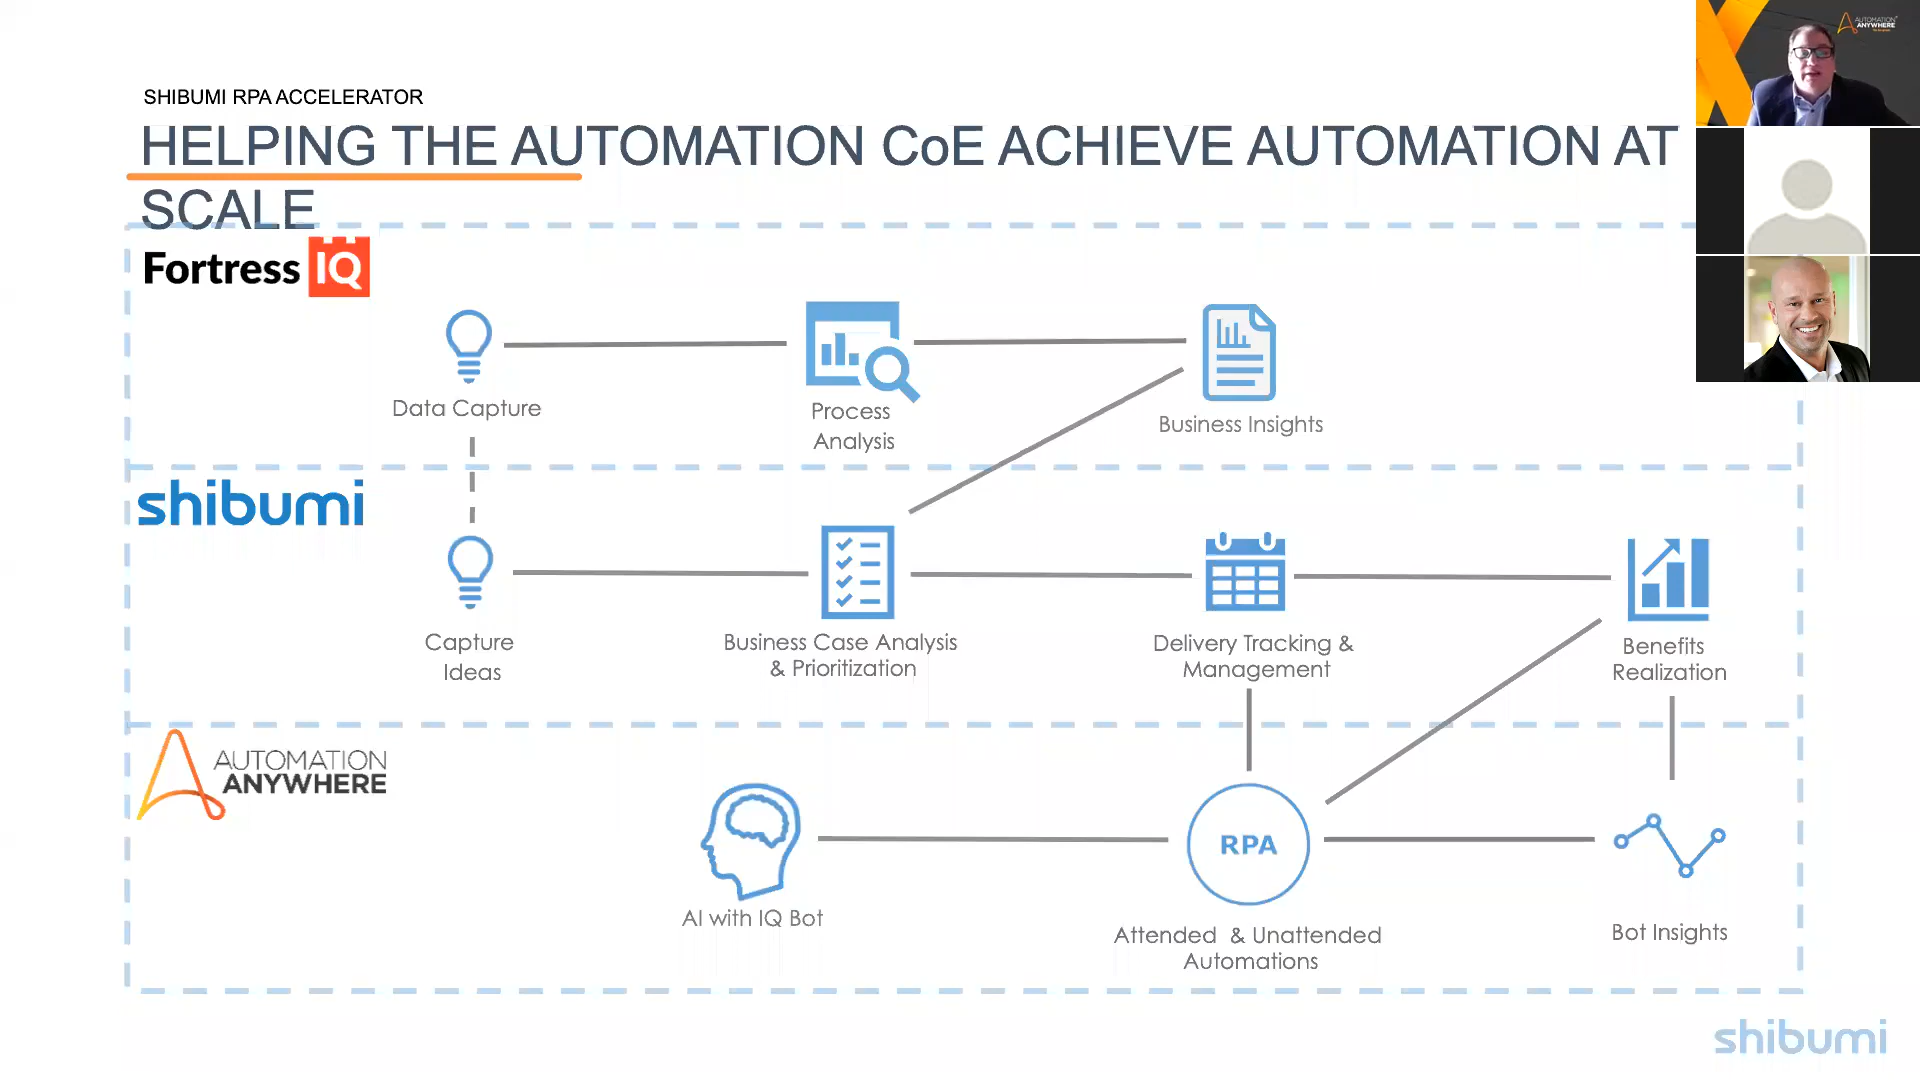 SHIBUMI RPA ACCELERATOR
HELPING THE AUTOMATION CoE ACHIEVE AUTOMATION AT
SCALE
AUTOMATION
ANYWHERE
Fortress IQ
Data Capture
Process
Analysis
Business Insights
shibumi
Capture
Ideas
Business Case Analysis
& Prioritization
Delivery Tracking &
Management
Benefits
Realization
AUTOMATION
ANYWHERE
RPA
AI with IQ Bot
Attended & Unattended
Automations
Bot Insights
shibumi